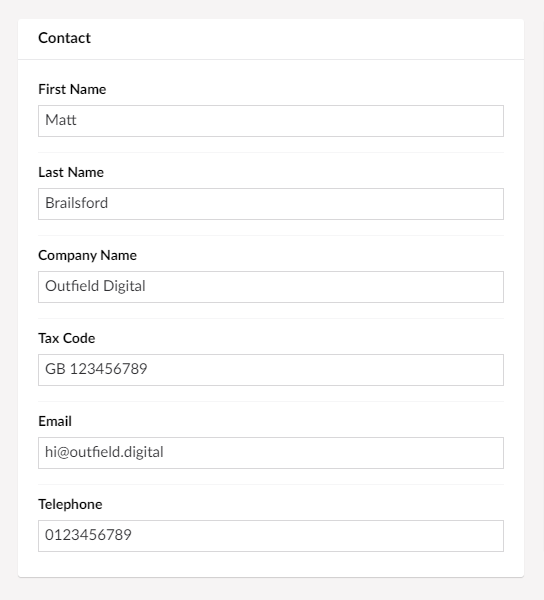 Contact
First Name
Matt
Last Name
Brailsford
Company Name
Outfield Digital
Tax Code
GB 123456789
Email
hi@outfield.digital
Telephone
0123456789